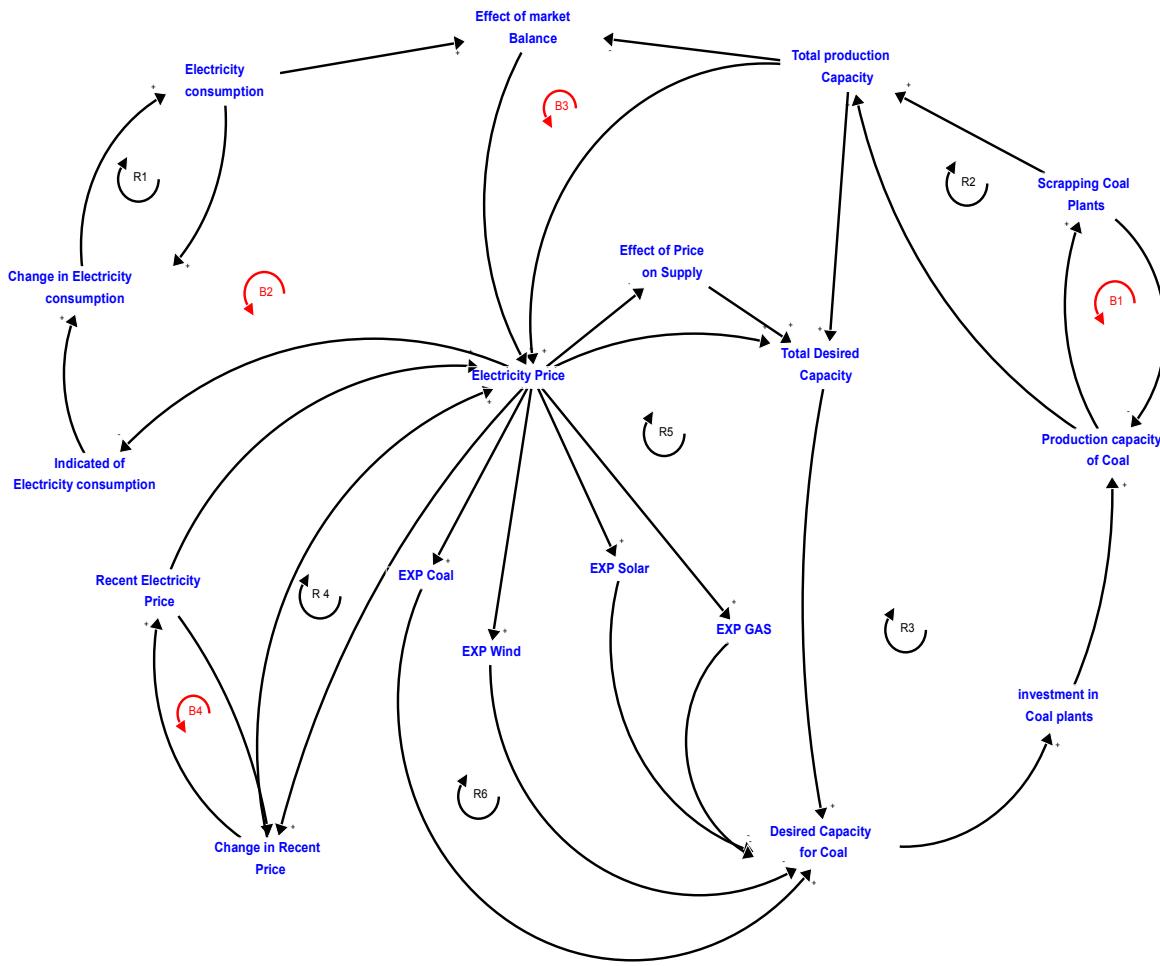 Effect of market
Balance
Total production
Capacity
Electricity
consumption
B3
R1
R2
Scrapping Coal
Plants
Effect of Price
on Supply
Change in Electricity
consumption
B2
B1
Total Desired
Capacity
Electricity Price
R5
Production capacity
of Coal
Indicated of
Electricity consumption
Recent Electricity
Price
R 4
EXP Coal
EXP Solar
EXP GAS
R3
EXP Wind
investment in
Coal plants
B4
R6
Change in Recent
Price
Desired Capacity
for Coal